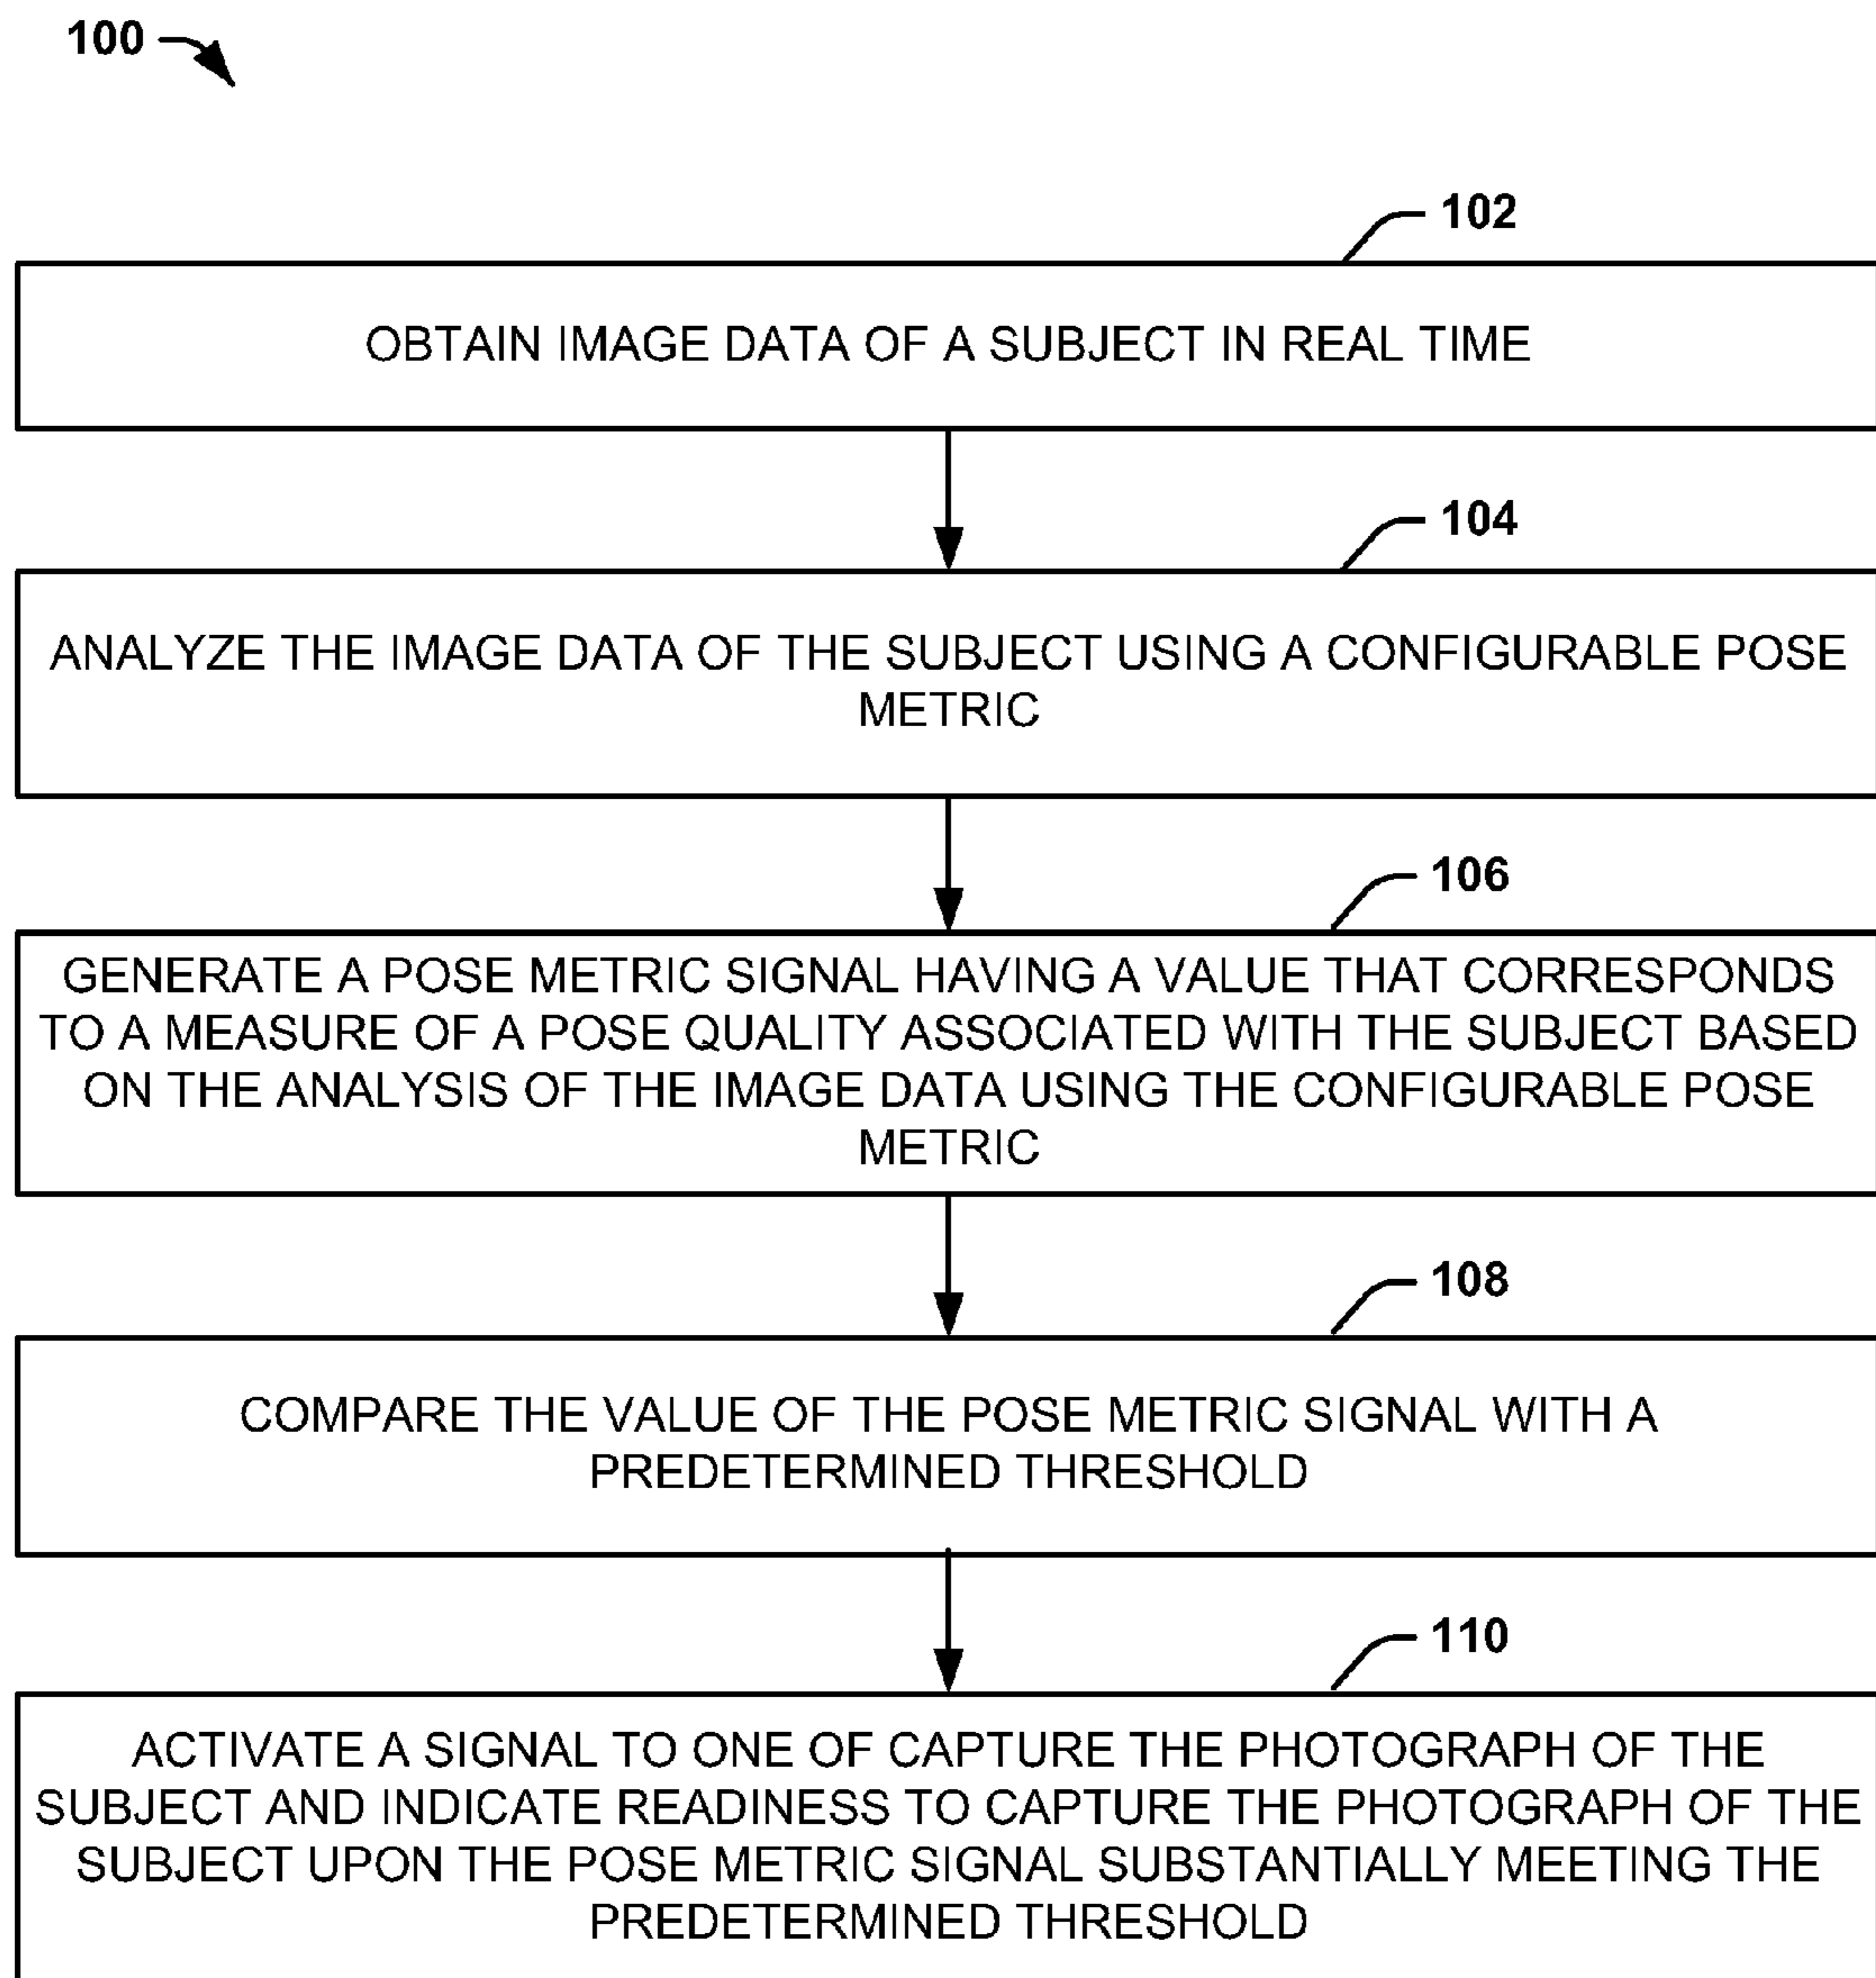 100
102
OBTAIN IMAGE DATA OF A SUBJECT IN REAL TIME
104
ANALYZE THE IMAGE DATA OF THE SUBJECT USING A CONFIGURABLE POSE
METRIC
106
GENERATE A POSE METRIC SIGNAL HAVING A VALUE THAT CORRESPONDS
TO A MEASURE OF A POSE QUALITY ASSOCIATED WITH THE SUBJECT BASED
ON THE ANALYSIS OF THE IMAGE DATA USING THE CONFIGURABLE POSE
METRIC
108
COMPARE THE VALUE OF THE POSE METRIC SIGNAL WITH A
PREDETERMINED THRESHOLD
110
ACTIVATE A SIGNAL TO ONE OF CAPTURE THE PHOTOGRAPH OF THE
SUBJECT AND INDICATE READINESS TO CAPTURE THE PHOTOGRAPH OF THE
SUBJECT UPON THE POSE METRIC SIGNAL SUBSTANTIALLY MEETING THE
PREDETERMINED THRESHOLD